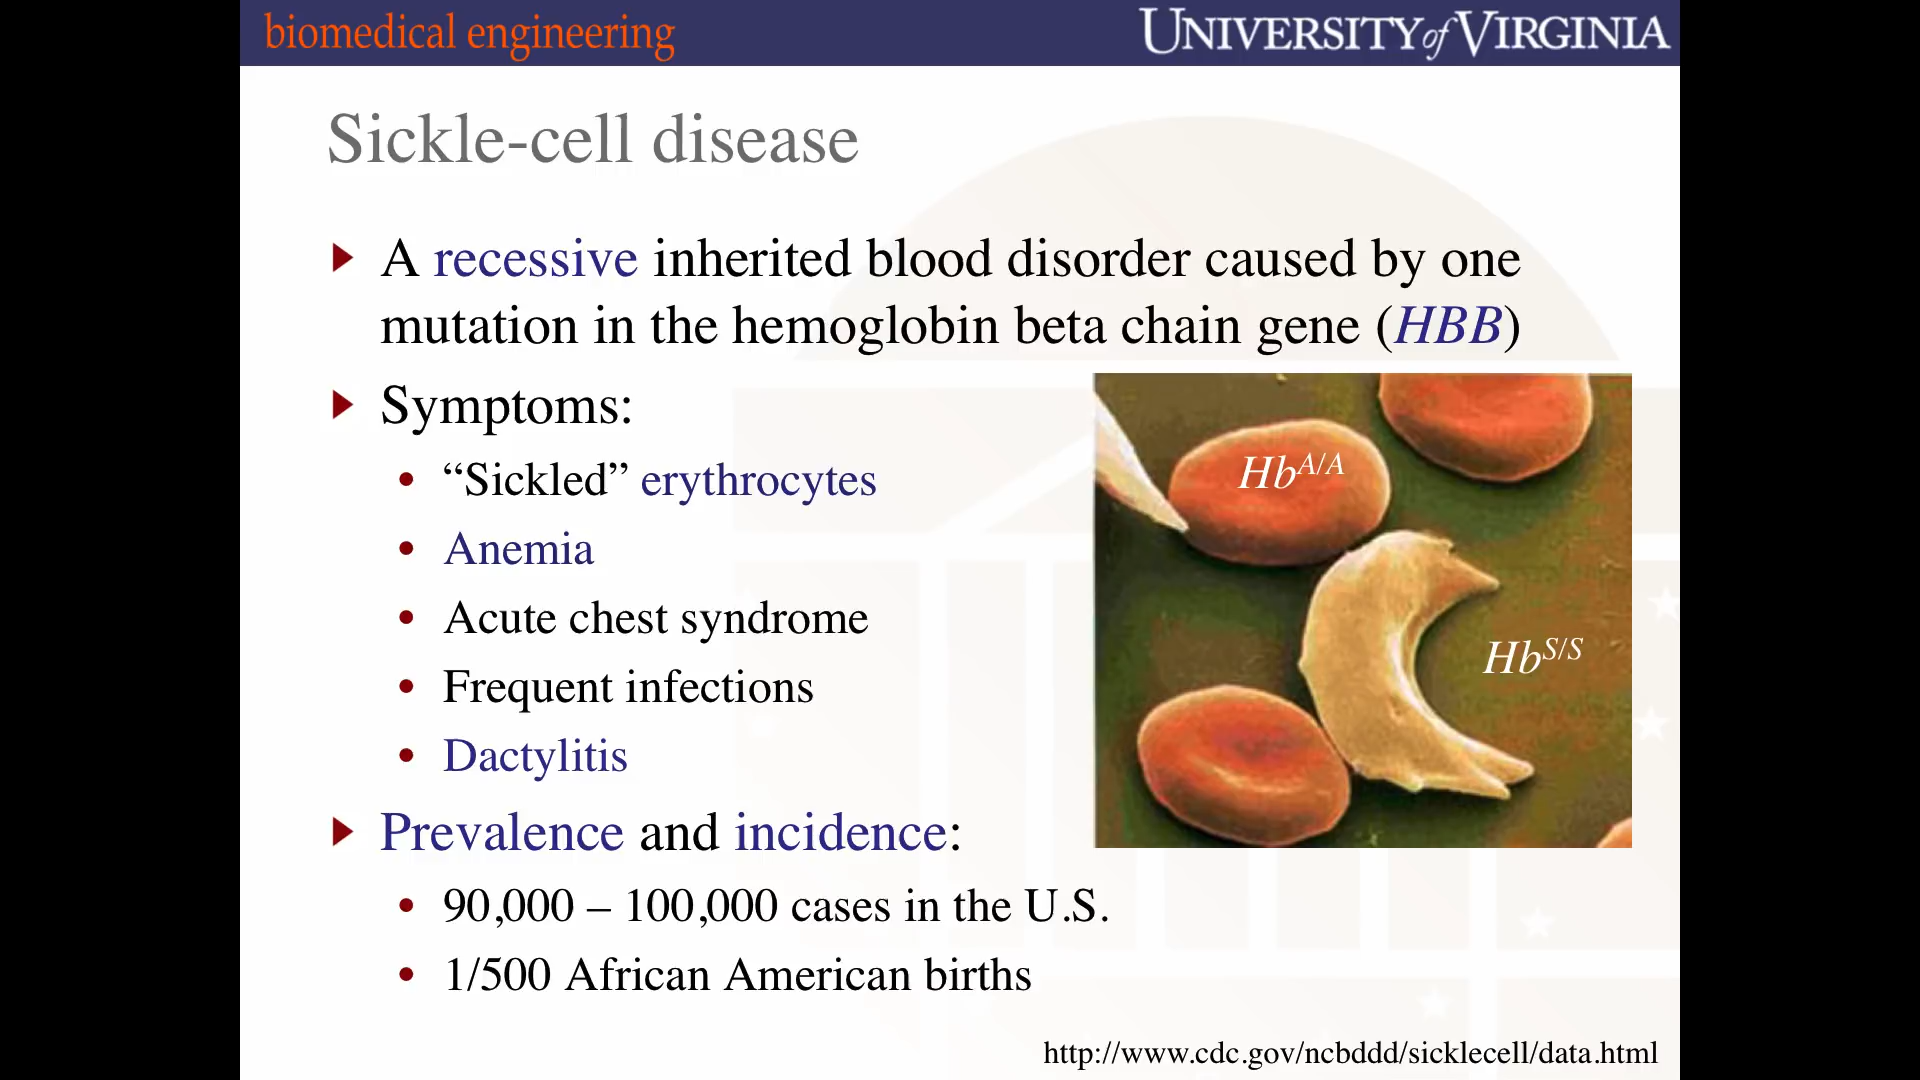 biomedical engineering
UNIVERSITY of VIRGINIA
Sickle-cell disease
A recessive inherited blood disorder caused by one
mutation in the hemoglobin beta chain gene (HBB)
Symptoms:
• “Sickled” erythrocytes
• Anemia
• Acute chest syndrome
• Frequent infections
• Dactylitis
Hb^A/A
Hb^S/S
Prevalence and incidence:
• 90,000 – 100,000 cases in the U.S.
• 1/500 African American births
http://www.cdc.gov/ncbddd/sicklecell/data.html